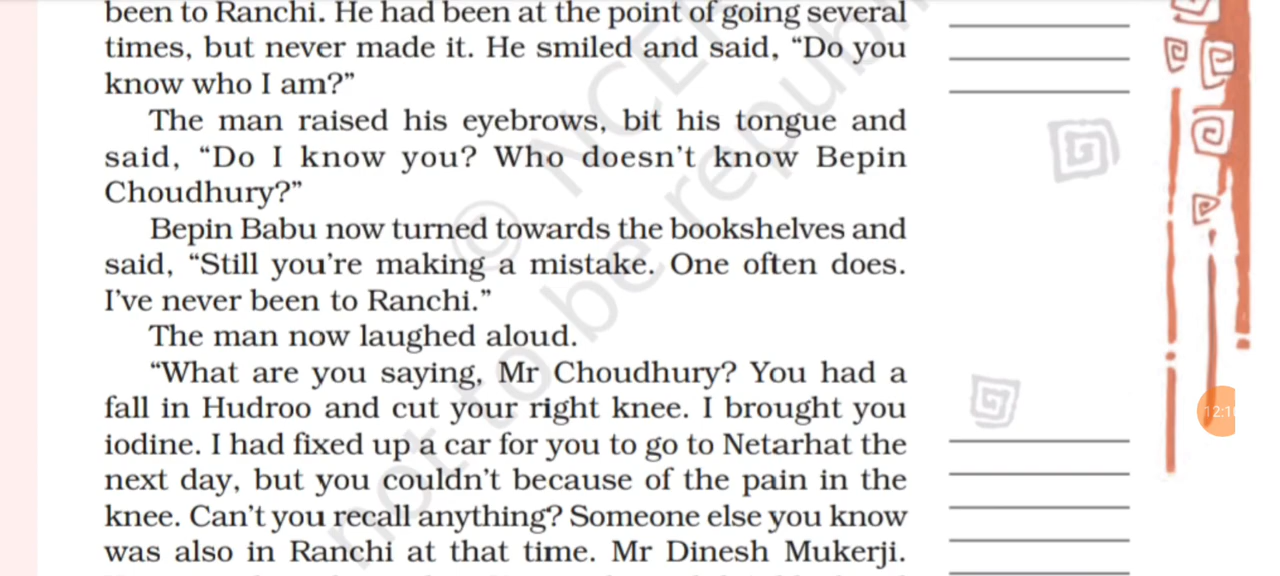 been to Ranchi. He had been at the point of going several
times, but never made it. He smiled and said, “Do you
know who I am?”
The man raised his eyebrows, bit his tongue and
said, “Do I know you? Who doesn’t know Bepin
Choudhury?”
Bepin Babu now turned towards the bookshelves and
said, “Still you’re making a mistake. One often does.
I’ve never been to Ranchi.”
The man now laughed aloud.
“What are you saying, Mr Choudhury? You had a
fall in Hudroo and cut your right knee. I brought you
iodine. I had fixed up a car for you to go to Netarhat the
next day, but you couldn’t because of the pain in the
knee. Can’t you recall anything? Someone else you know
was also in Ranchi at that time. Mr Dinesh Mukerji.
© NCE
not to be republi